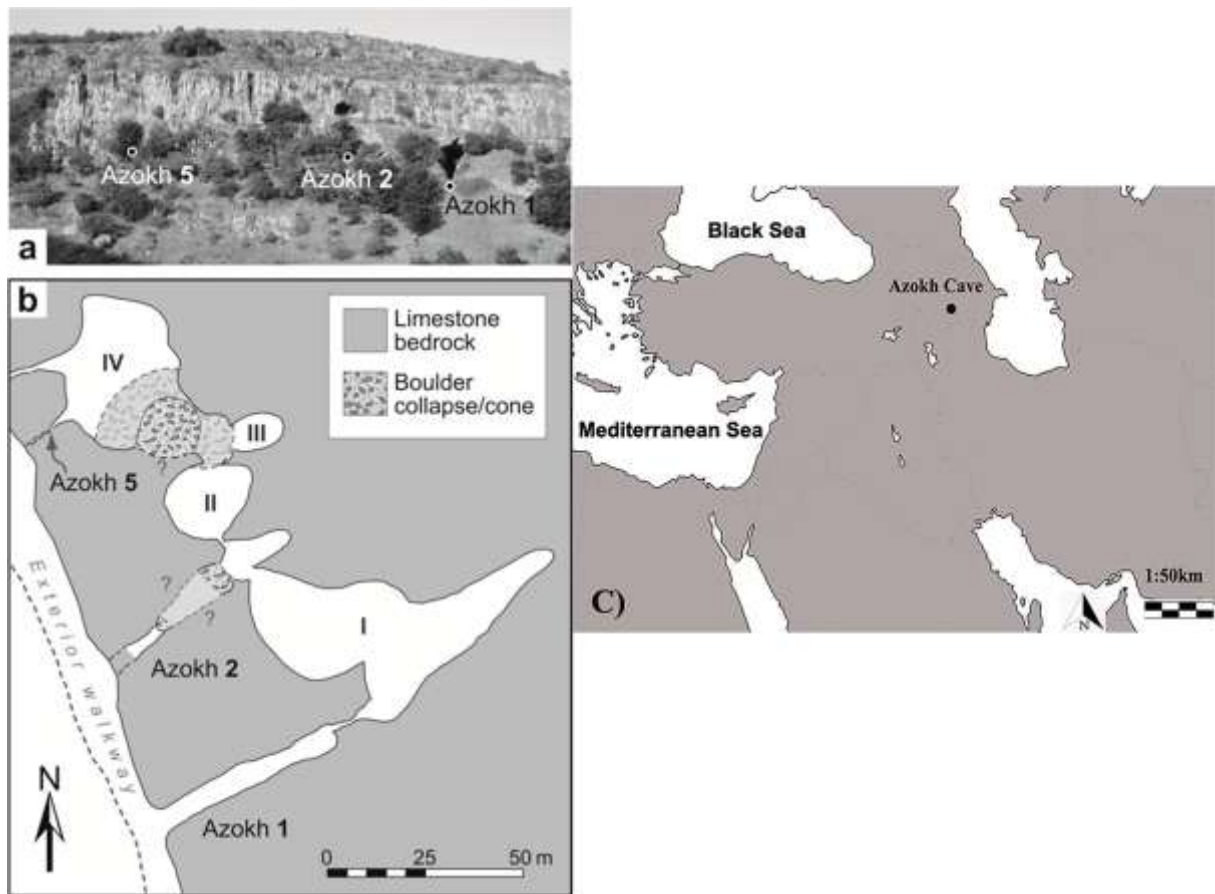 Azokh 5
Azokh 2
Azokh 1
a
b
Limestone
bedrock
Boulder
collapse/cone
IV
III
?
Azokh 5
II
?
?
I
Azokh 2
Exterior walkway
N
Azokh 1
0 25 50 m
Black Sea
Azokh Cave
Mediterranean Sea
1:50km
C)
N